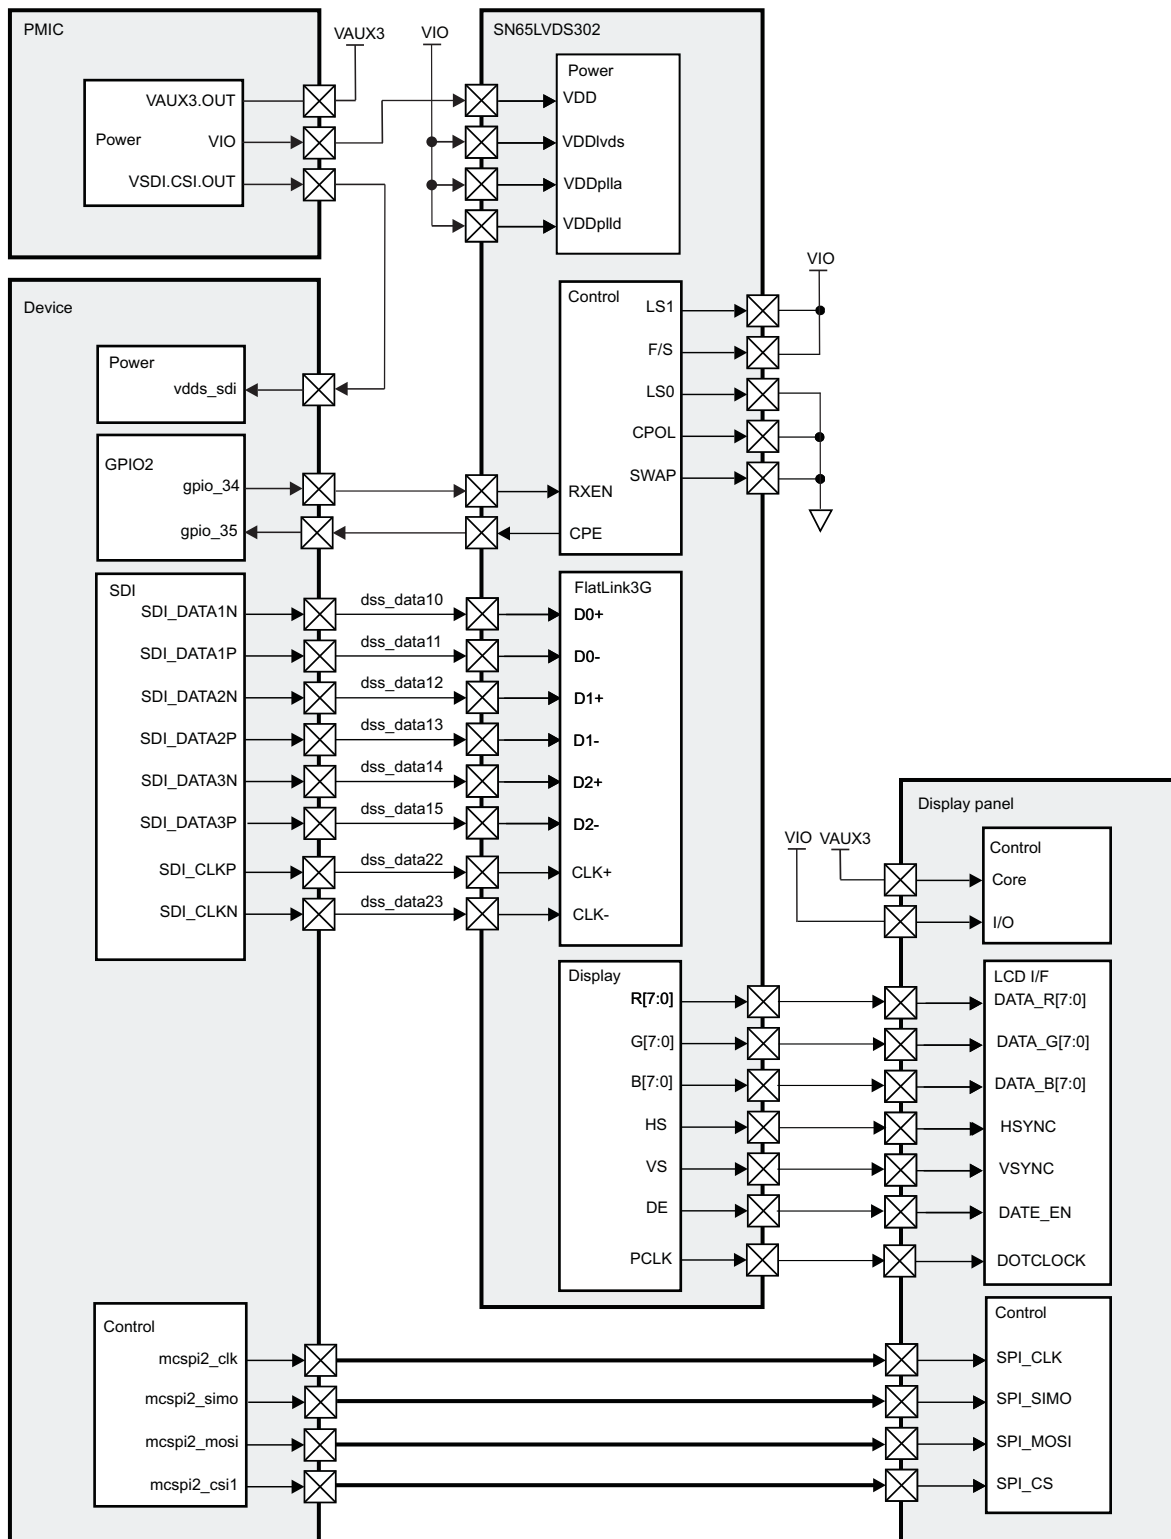 PMIC
VAUX3
VIO
SN65LVDS302
VAUX3.OUT
Power
VIO
VSDI.CSI.OUT
Power
VDD
VDDlvds
VDDplla
VDDplld
Device
Power
vdds_sdi
GPIO2
gpio_34
gpio_35
Control
LS1
F/S
LS0
CPOL
SWAP
RXEN
CPE
VIO
SDI
SDI_DATA1N
SDI_DATA1P
SDI_DATA2N
SDI_DATA2P
SDI_DATA3N
SDI_DATA3P
SDI_CLKP
SDI_CLKN
dss_data10
dss_data11
dss_data12
dss_data13
dss_data14
dss_data15
dss_data22
dss_data23
FlatLink3G
D0+
D0-
D1+
D1-
D2+
D2-
CLK+
CLK-
Display
R[7:0]
G[7:0]
B[7:0]
HS
VS
DE
PCLK
Display panel
VIO
VAUX3
Control
Core
I/O
LCD I/F
DATA_R[7:0]
DATA_G[7:0]
DATA_B[7:0]
HSYNC
VSYNC
DATE_EN
DOTCLOCK
Control
mcspi2_clk
mcspi2_simo
mcspi2_mosi
mcspi2_csi1
Control
SPI_CLK
SPI_SIMO
SPI_MOSI
SPI_CS